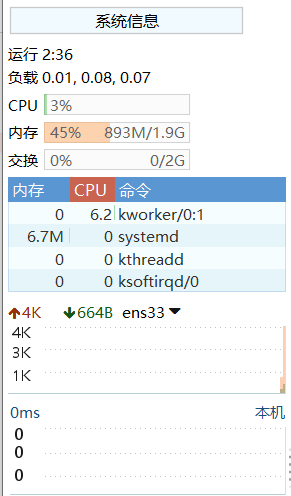 系统信息
运行 2:36
负载 0.01, 0.08, 0.07
CPU 3%
内存 45% 893M/1.9G
交换 0% 0/2G
内存 CPU 命令
0 6.2 kworker/0:1
6.7M 0 systemd
0 0 kthreadd
0 0 ksoftirqd/0
4K 664B ens33
4K
3K
1K
0ms 本机
0
0
0